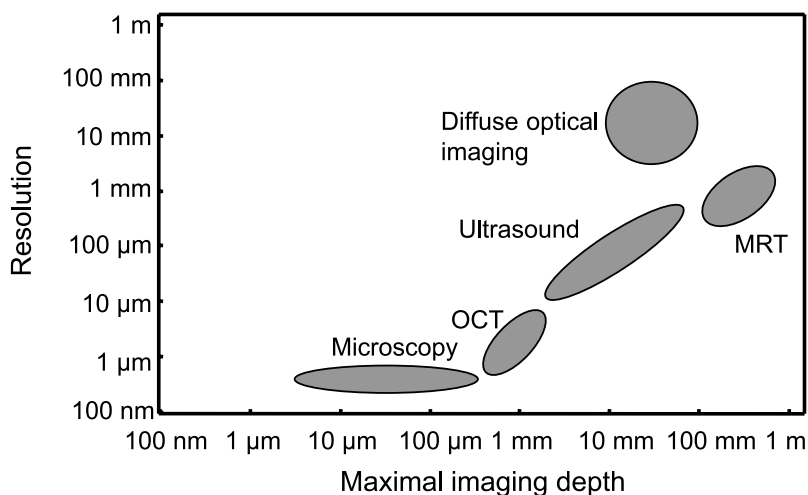 1 m
100 mm
10 mm
1 mm
100 µm
10 µm
1 µm
100 nm
Resolution
Diffuse optical
imaging
Ultrasound
MRT
OCT
Microscopy
100 nm 1 µm 10 µm 100 µm 1 mm 10 mm 100 mm 1 m
Maximal imaging depth